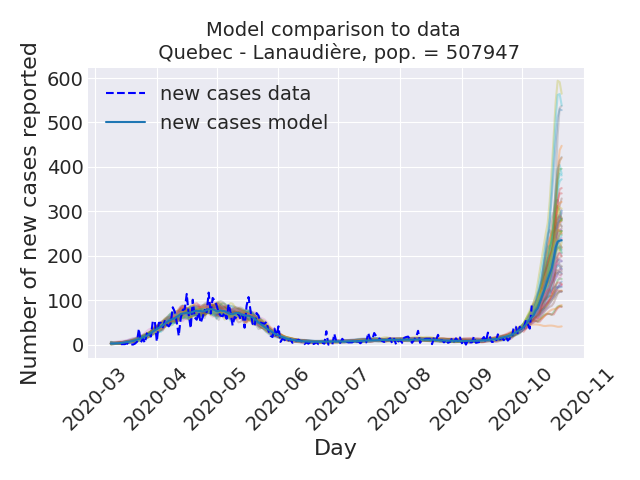 Model comparison to data
Quebec - Lanaudière, pop. = 507947
Number of new cases reported
600
500
400
300
200
100
0
new cases data
new cases model
2020-03
2020-04
2020-05
2020-06
2020-07
2020-08
2020-09
2020-10
2020-11
Day